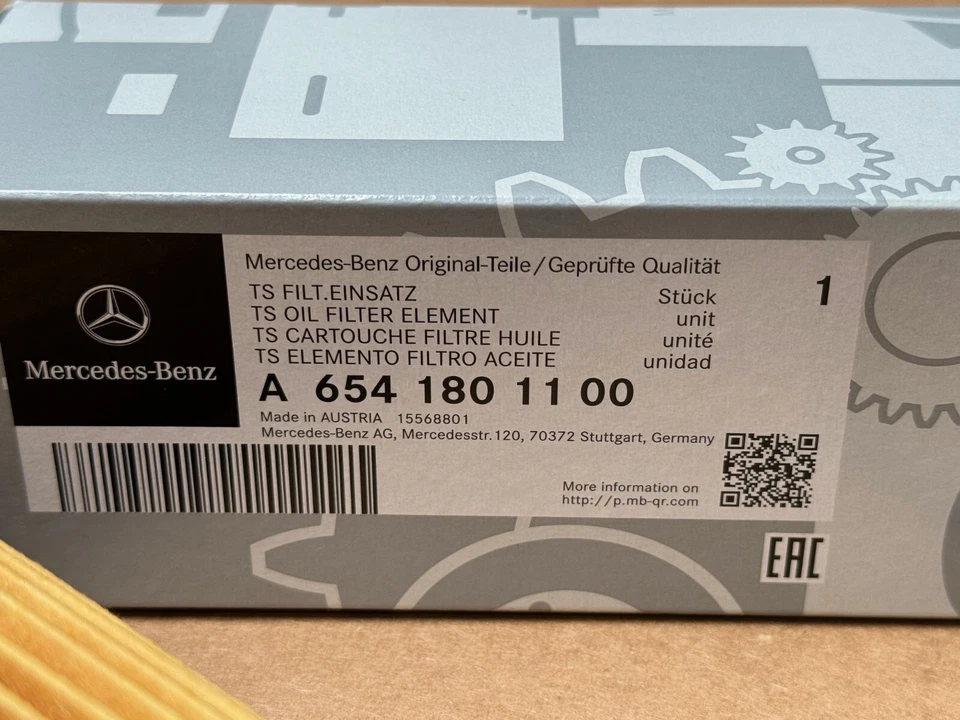 Mercedes-Benz
Mercedes-Benz Original-Teile/Geprüfte Qualität
TS FILT.EINSATZ Stück 1
TS OIL FILTER ELEMENT unit
TS CARTOUCHE FILTRE HUILE unité
TS ELEMENTO FILTRO ACEITE unidad
A 654 180 11 00
Made in AUSTRIA 15568801
Mercedes-Benz AG, Mercedesstr.120, 70372 Stuttgart, Germany
More information on
http://p.mb-qr.com
EAC